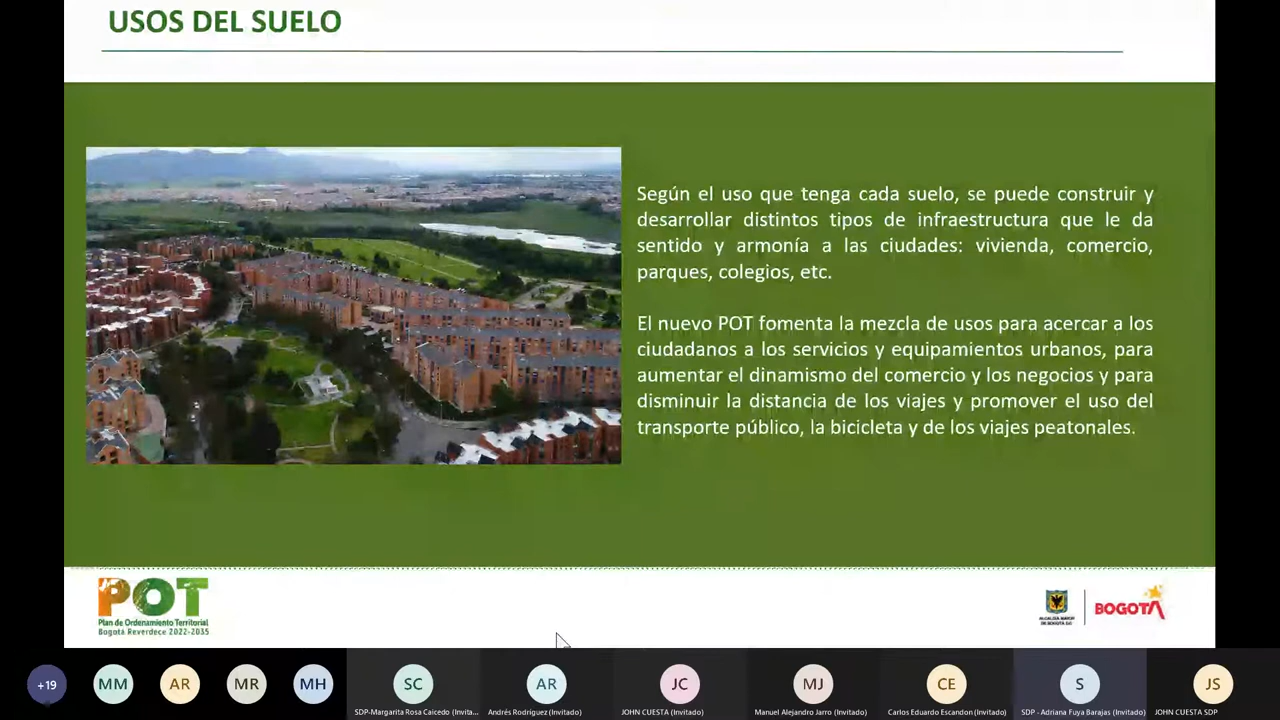 USOS DEL SUELO
Según el uso que tenga cada suelo, se puede construir y
desarrollar distintos tipos de infraestructura que le da
sentido y armonía a las ciudades: vivienda, comercio,
parques, colegios, etc.
El nuevo POT fomenta la mezcla de usos para acercar a los
ciudadanos a los servicios y equipamientos urbanos, para
aumentar el dinamismo del comercio y los negocios y para
disminuir la distancia de los viajes y promover el uso del
transporte público, la bicicleta y de los viajes peatonales.
POT
Plan de Ordenamiento Territorial
Bogotá Reverdece 2022-2035
ALCALDÍA MAYOR
DE BOGOTÁ D.C.
BOGOTÁ
+19
MM
AR
MR
MH
SC
AR
JC
MJ
CE
S
JS
SDP-Margarita Rosa Caicedo (Invita...
Andrés Rodríguez (Invitado)
JOHN CUESTA (Invitado)
Manuel Alejandro Jarro (Invitado)
Carlos Eduardo Escandon (Invitado)
SDP - Adriana Fuya Barajas (Invitado)
JOHN CUESTA SDP